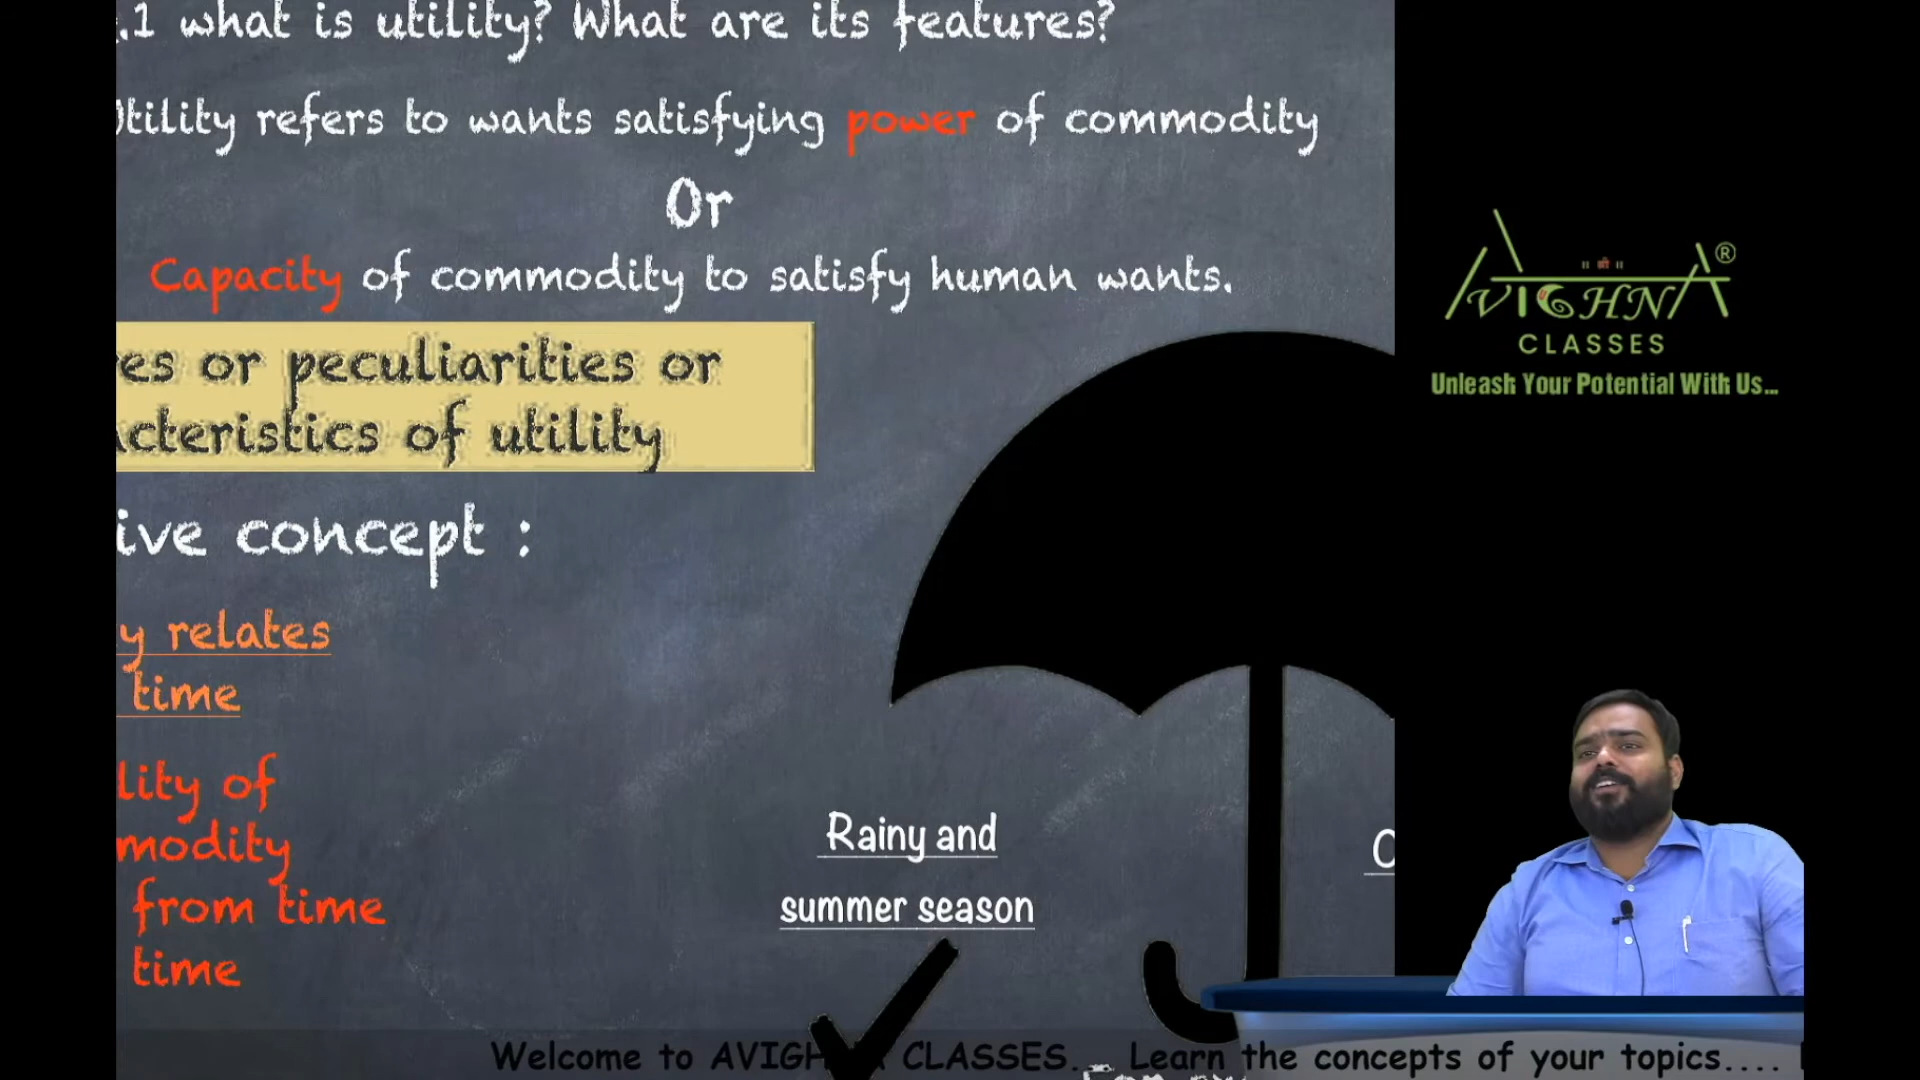 .1 what is utility? What are its features?
Utility refers to wants satisfying power of commodity
Or
Capacity of commodity to satisfy human wants.
es or peculiarities or
cteristics of utility
ive concept :
y relates
time
lity of
modity
from time
time
Rainy and
summer season
AVIGHNA ®
CLASSES
Unleash Your Potential With Us...
Welcome to AVIGHNA CLASSES... Learn the concepts of your topics....